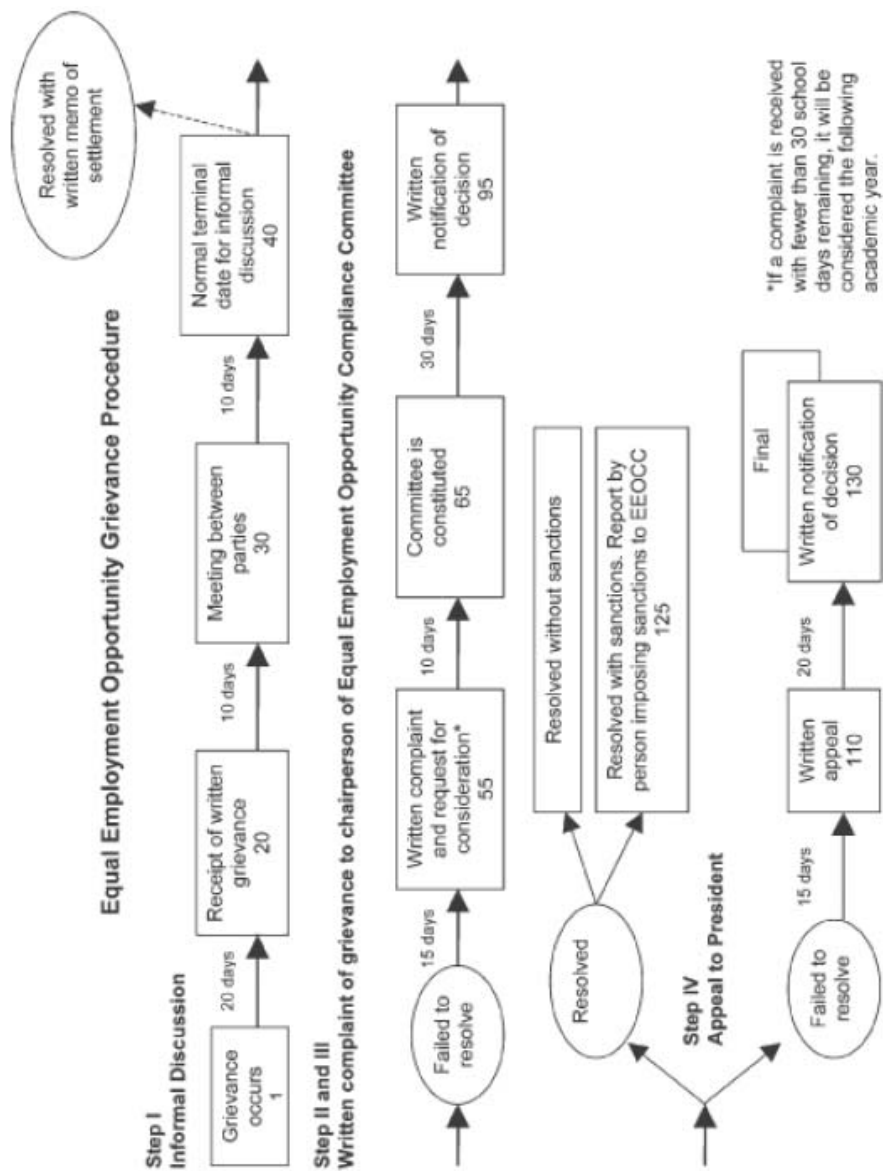 Equal Employment Opportunity Grievance Procedure
Step I
Informal Discussion
Grievance
occurs
1
20 days
Receipt of written
grievance
20
10 days
Meeting between
parties
30
10 days
Normal terminal
date for informal
discussion
40
Resolved with
written memo of
settlement
Step II and III
Written complaint of grievance to chairperson of Equal Employment Opportunity Compliance Committee
Failed to
resolve
15 days
Written complaint
and request for
consideration*
55
10 days
Committee is
constituted
65
30 days
Written
notification of
decision
95
Resolved
Resolved without sanctions
Resolved with sanctions. Report by
person imposing sanctions to EEOCC
125
Step IV
Appeal to President
Failed to
resolve
15 days
Written
appeal
110
20 days
Final
Written notification
of decision
130
*If a complaint is received
with fewer than 30 school
days remaining, it will be
considered the following
academic year.